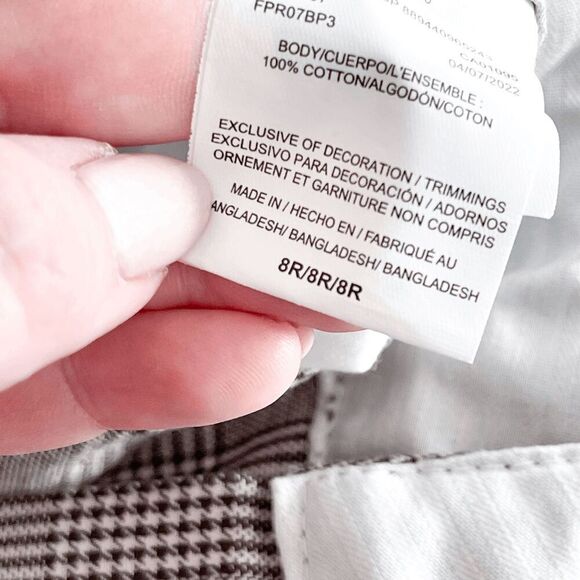 FPR07BP3
04/07/2022
BODY/CUERPO/L'ENSEMBLE :
100% COTTON/ALGODÓN/COTON
EXCLUSIVE OF DECORATION / TRIMMINGS
EXCLUSIVO PARA DECORACIÓN / ADORNOS
ORNEMENT ET GARNITURE NON COMPRIS
MADE IN / HECHO EN / FABRIQUÉ AU
ANGLADESH/ BANGLADESH/ BANGLADESH
8R/8R/8R